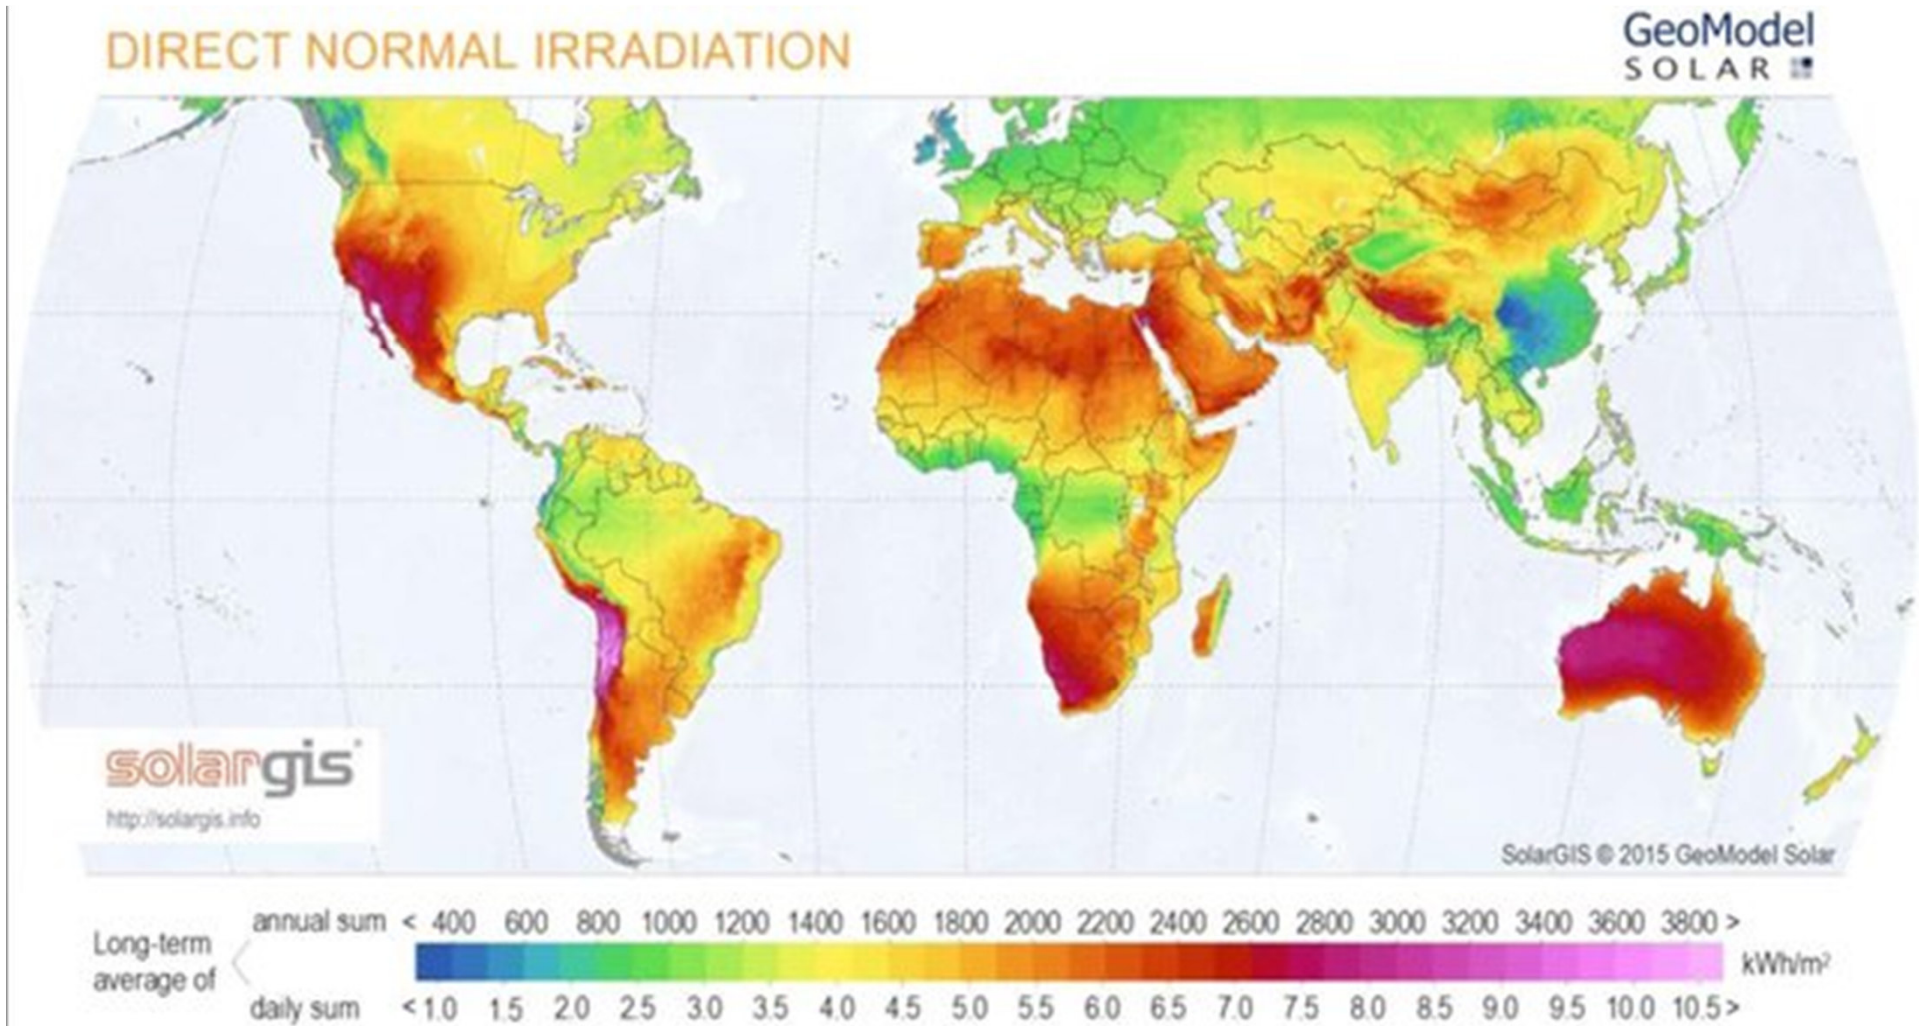 DIRECT NORMAL IRRADIATION
GeoModel
SOLAR
solargis
http://solargis.info
SolarGIS © 2015 GeoModel Solar
Long-term
average of
annual sum < 400 600 800 1000 1200 1400 1600 1800 2000 2200 2400 2600 2800 3000 3200 3400 3600 3800 >
kWh/m²
daily sum < 1.0 1.5 2.0 2.5 3.0 3.5 4.0 4.5 5.0 5.5 6.0 6.5 7.0 7.5 8.0 8.5 9.0 9.5 10.0 10.5 >